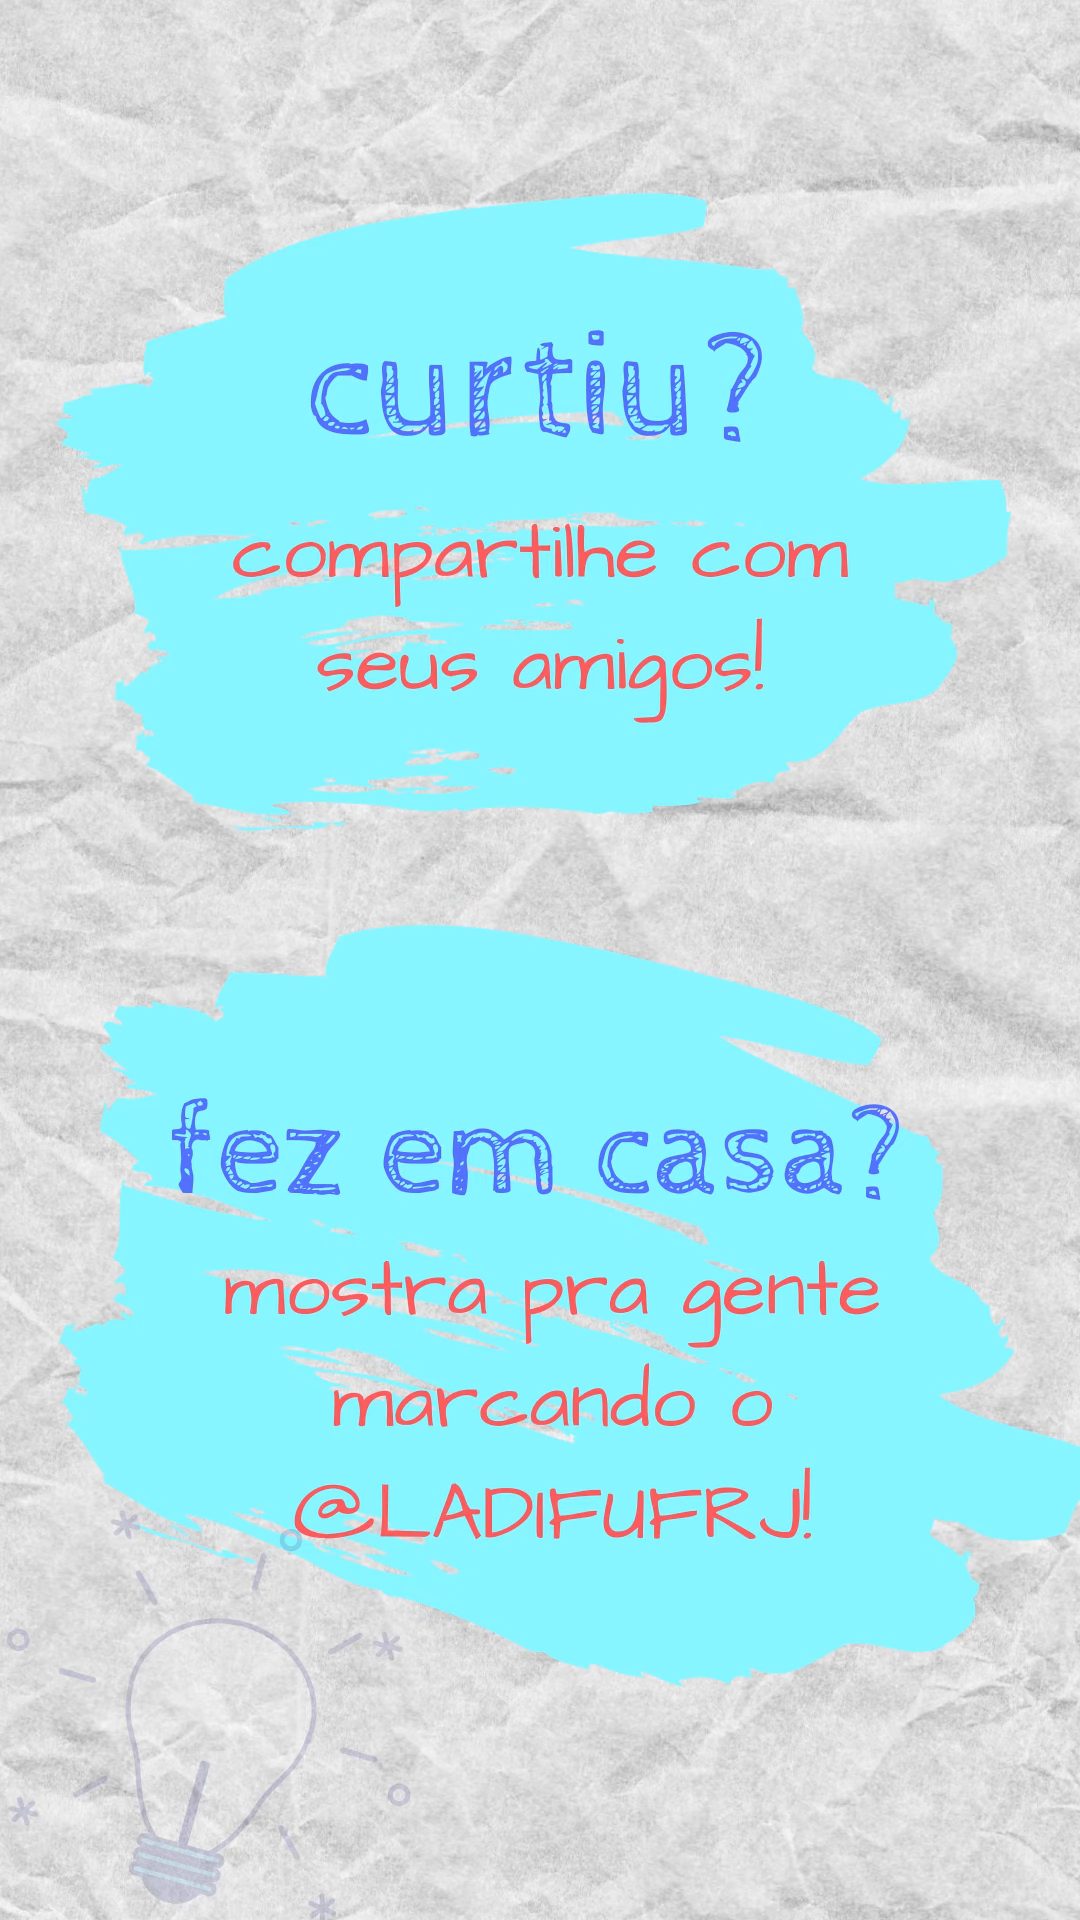 curtiu?
compartilhe com
seus amigos!
fez em casa?
mostra pra gente
marcando o
@LADIFUFRJ!